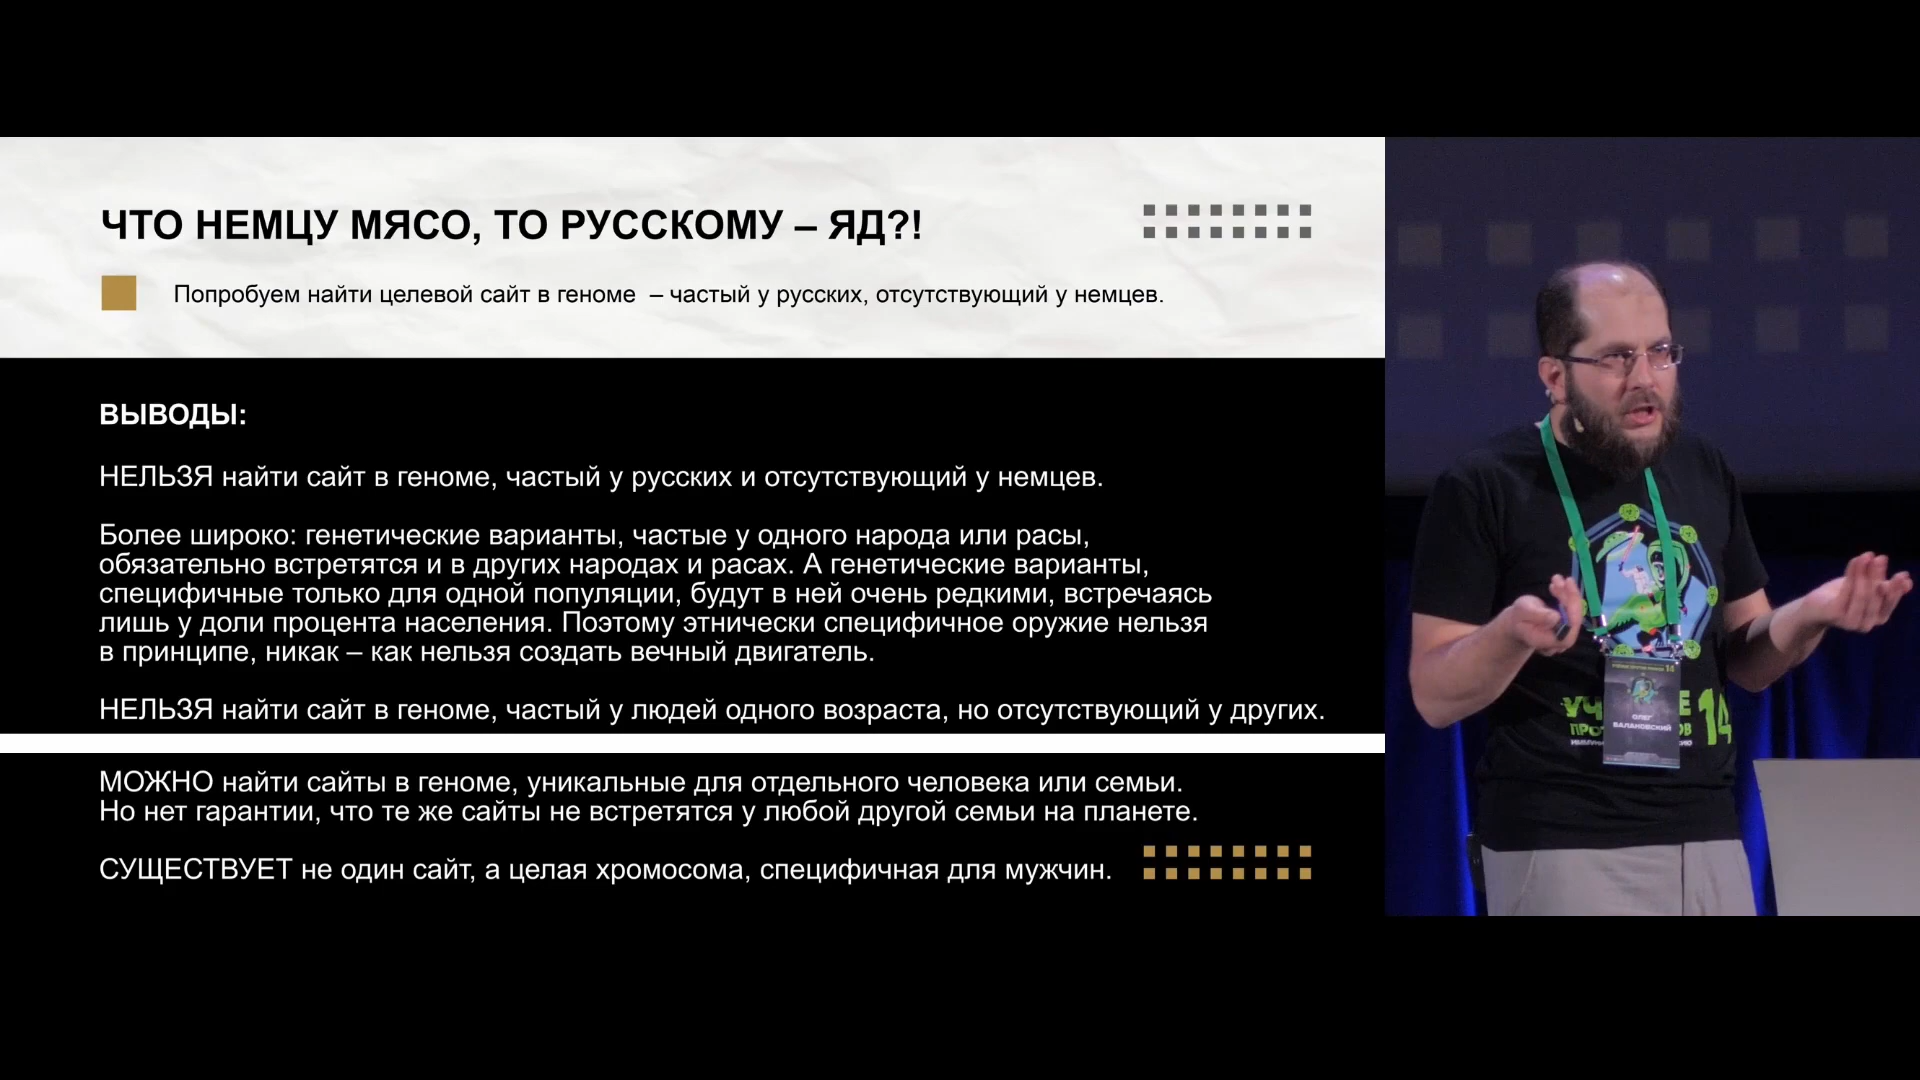 ЧТО НЕМЦУ МЯСО, ТО РУССКОМУ – ЯД?!
Попробуем найти целевой сайт в геноме – частый у русских, отсутствующий у немцев.
ВЫВОДЫ:
НЕЛЬЗЯ найти сайт в геноме, частый у русских и отсутствующий у немцев.
Более широко: генетические варианты, частые у одного народа или расы,
обязательно встретятся и в других народах и расах. А генетические варианты,
специфичные только для одной популяции, будут в ней очень редкими, встречаясь
лишь у доли процента населения. Поэтому этнически специфичное оружие нельзя
в принципе, никак – как нельзя создать вечный двигатель.
НЕЛЬЗЯ найти сайт в геноме, частый у людей одного возраста, но отсутствующий у других.
МОЖНО найти сайты в геноме, уникальные для отдельного человека или семьи.
Но нет гарантии, что те же сайты не встретятся у любой другой семьи на планете.
СУЩЕСТВУЕТ не один сайт, а целая хромосома, специфичная для мужчин.
14
ОЛЕГ
БАЛАНОВСКИЙ